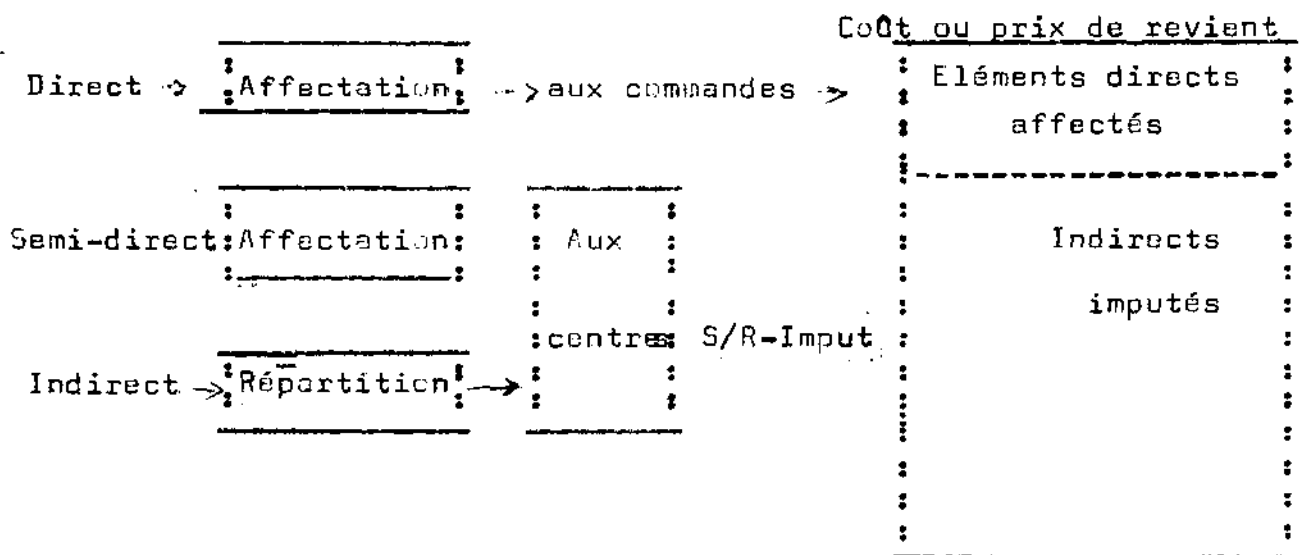 Coût ou prix de revient
Direct -> Affectation --> aux commandes -> Eléments directs
affectés
Semi-direct Affectation Aux Indirects
imputés
centres S/R-Imput
Indirect -> Répartition -->